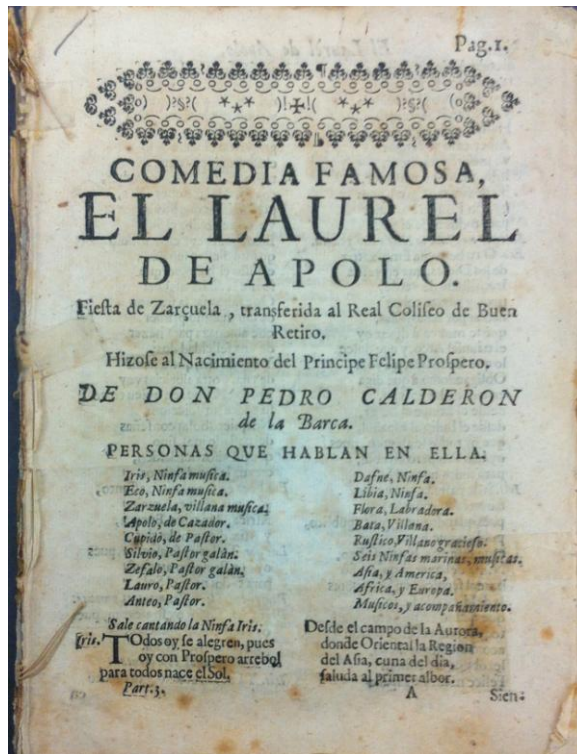 Pag.1.
COMEDIA FAMOSA,
EL LAUREL
DE APOLO.
Fiesta de Zarçuela, transferida al Real Coliseo de Buen
Retiro.
Hizose al Nacimiento del Principe Felipe Prospero.
DE DON PEDRO CALDERON
de la Barca.
PERSONAS QUE HABLAN EN ELLA.
Iris, Ninfa musica.
Eco, Ninfa musica.
Zarzuela, villana musica.
Apolo, de Cazador.
Cupido, de Pastor.
Silvio, Pastor galàn.
Zefalo, Pastor galàn.
Lauro, Pastor.
Anteo, Pastor.
Dafne, Ninfa.
Libia, Ninfa.
Flora, Labradora.
Bata, Villana.
Rustico, Villano gracioso.
Seis Ninfas marinas, musicas.
Asia, y America,
Africa, y Europa.
Musicos, y acompañamiento.
Sale cantando la Ninfa Iris.
Iris. TOdos oy se alegren, pues
oy con Prospero arrebol
para todos nace el Sol.
Part.3.
Desde el campo de la Aurora,
donde Oriental la Region
del Asia, cuna del dia,
saluda al primer albor.
A
Sien-